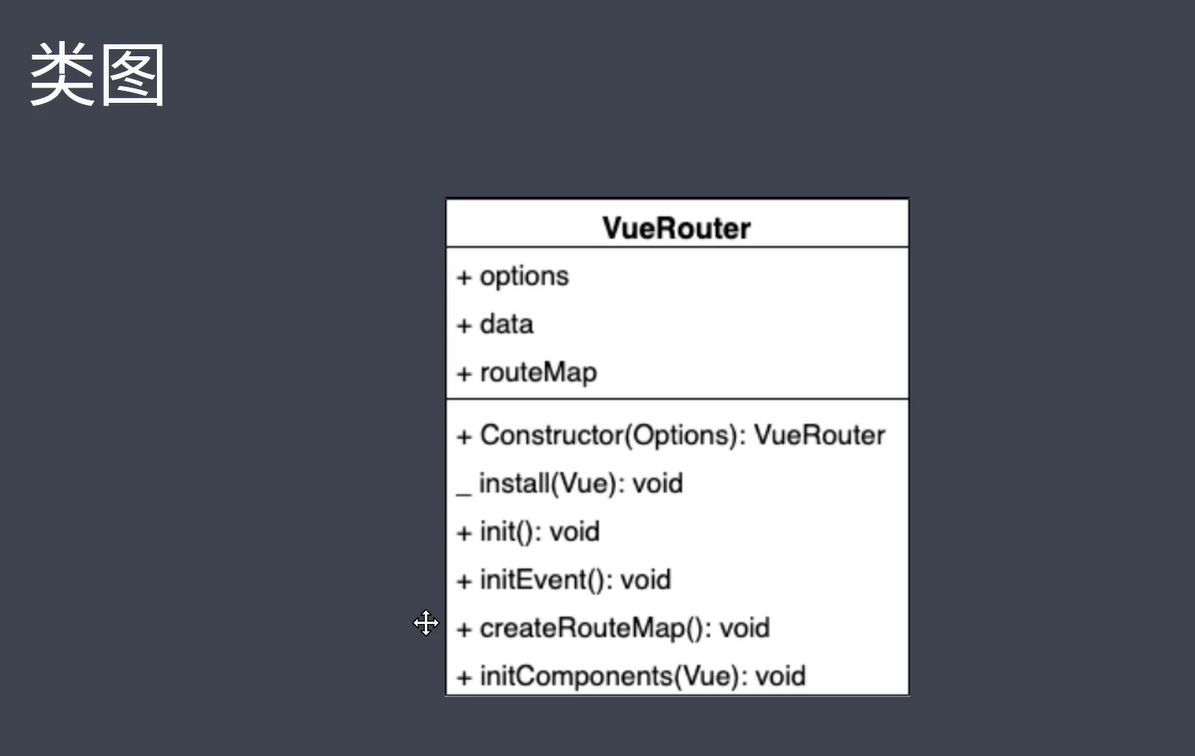 类图
VueRouter
+ options
+ data
+ routeMap
+ Constructor(Options): VueRouter
_ install(Vue): void
+ init(): void
+ initEvent(): void
+ createRouteMap(): void
+ initComponents(Vue): void